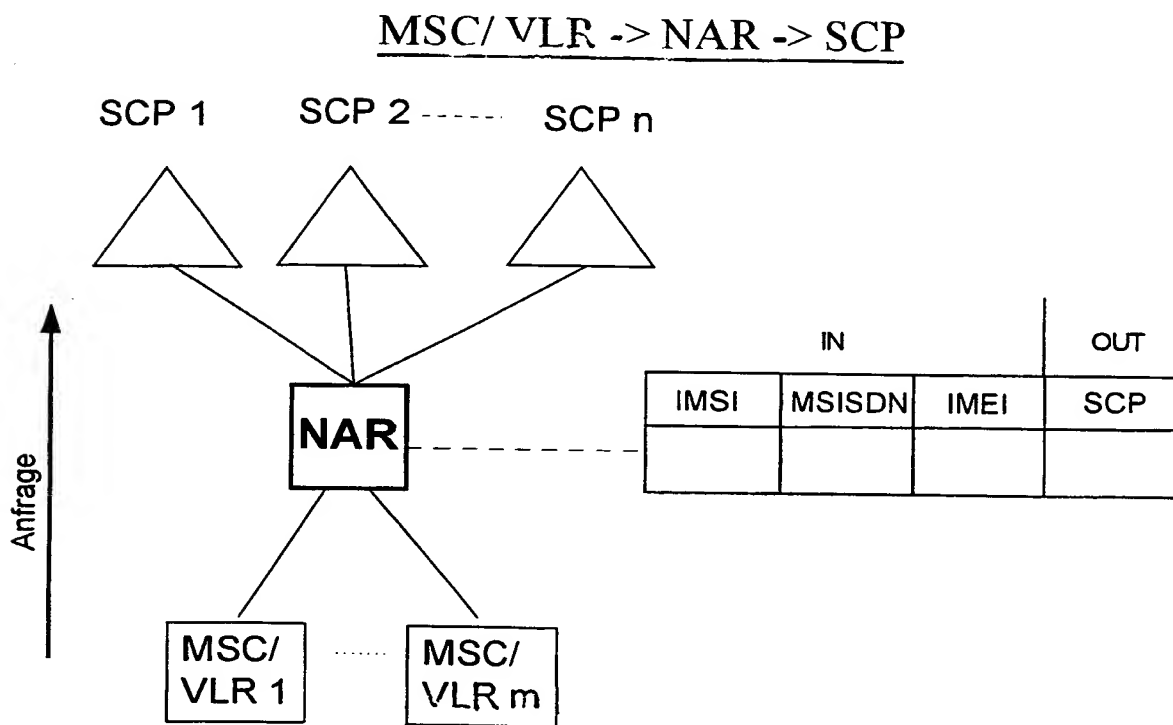 MSC/ VLR -> NAR -> SCP
SCP 1 SCP 2 SCP n
IN OUT
IMSI MSISDN IMEI SCP
NAR
Anfrage
MSC/ MSC/
VLR 1 VLR m